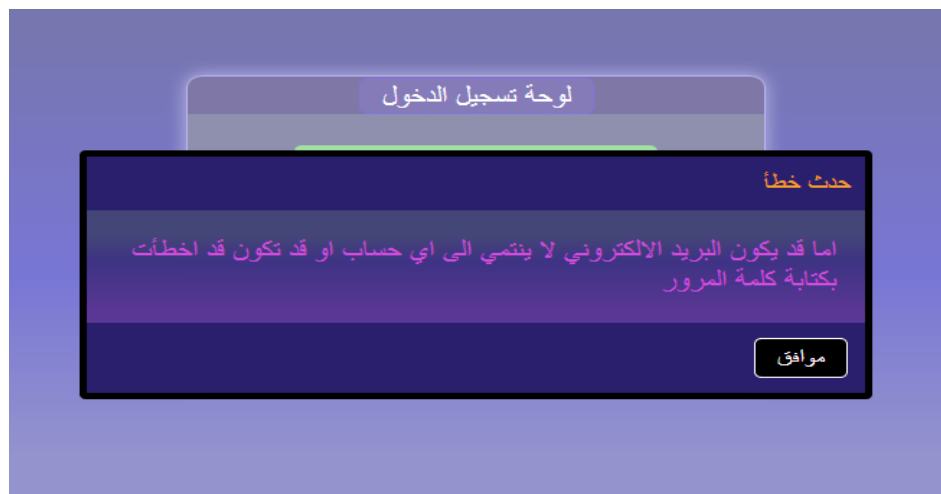 لوحة تسجيل الدخول
حدث خطأ
اما قد يكون البريد الالكتروني لا ينتمي الى اي حساب او قد تكون قد اخطأت
بكتابة كلمة المرور
موافق